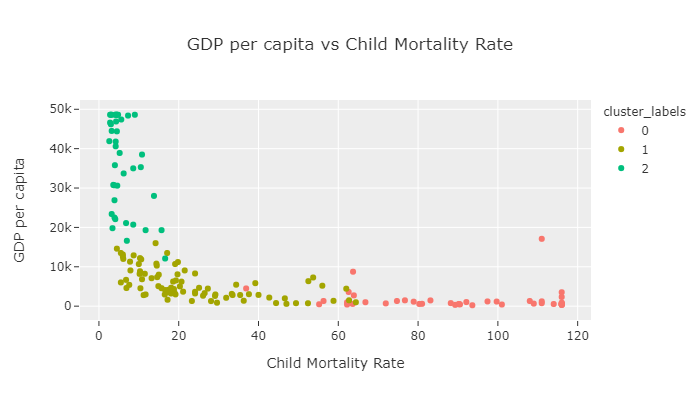 GDP per capita vs Child Mortality Rate
cluster_labels
0
1
2
50k
40k
30k
20k
10k
0
GDP per capita
0
20
40
60
80
100
120
Child Mortality Rate